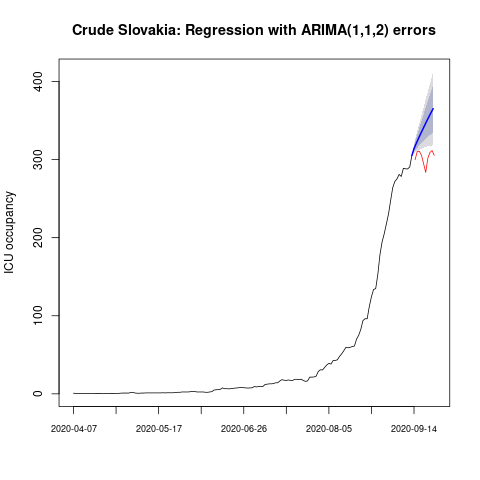 Crude Slovakia: Regression with ARIMA(1,1,2) errors
400
300
200
100
0
ICU occupancy
2020-04-07 2020-05-17 2020-06-26 2020-08-05 2020-09-14